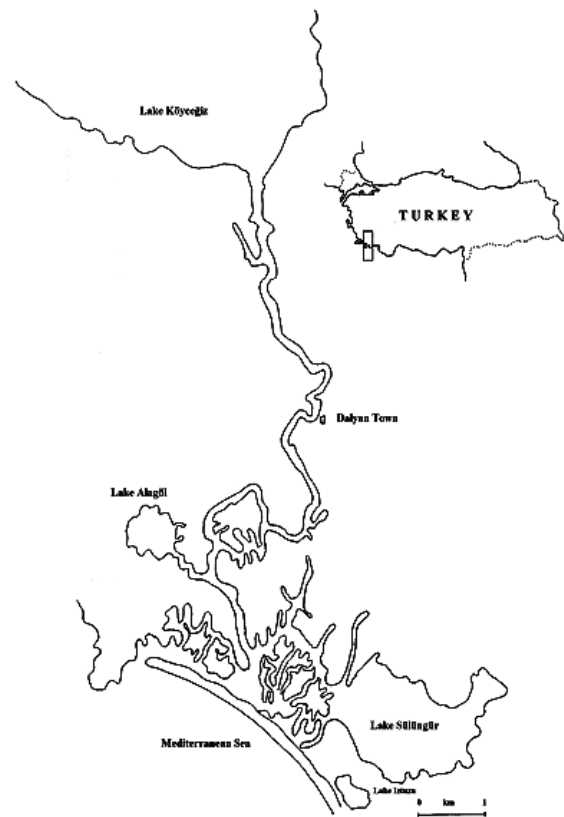 Lake Köyceğiz
TURKEY
Dalyan Town
Lake Alagöl
Lake Sülüngür
Mediterranean Sea
Lake Iztuzu
0 km 1